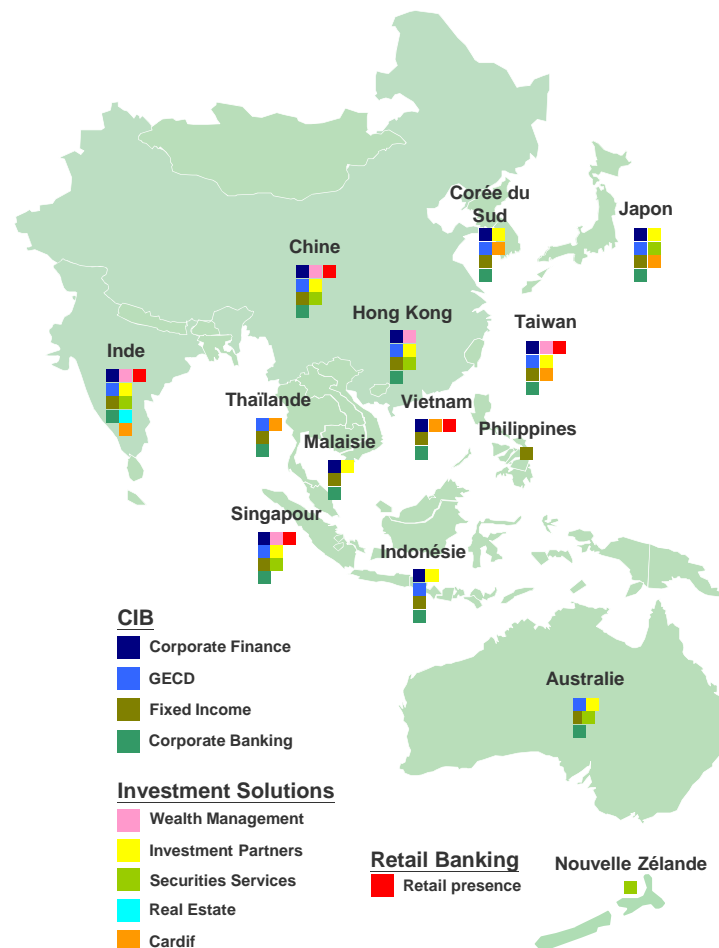 Corée du
Sud
Japon
Chine
Hong Kong
Taiwan
Inde
Thaïlande
Vietnam
Malaisie
Philippines
Singapour
Indonésie
CIB
Corporate Finance
GECD
Fixed Income
Corporate Banking
Australie
Investment Solutions
Wealth Management
Investment Partners
Securities Services
Real Estate
Cardif
Retail Banking
Retail presence
Nouvelle Zélande